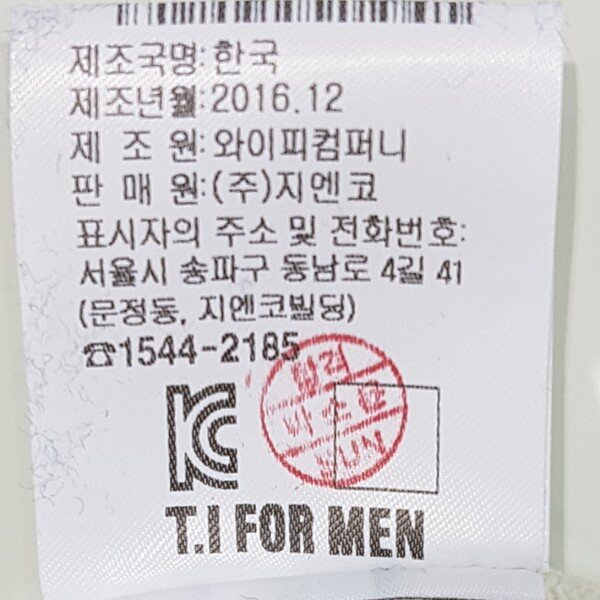 제조국명:한국
제조년월:2016.12
제 조 원:와이피컴퍼니
판 매 원:(주)지엔코
표시자의 주소 및 전화번호:
서울시 송파구 동남로 4길 41
(문정동, 지엔코빌딩)
☎1544-2185
KC
T.I FOR MEN